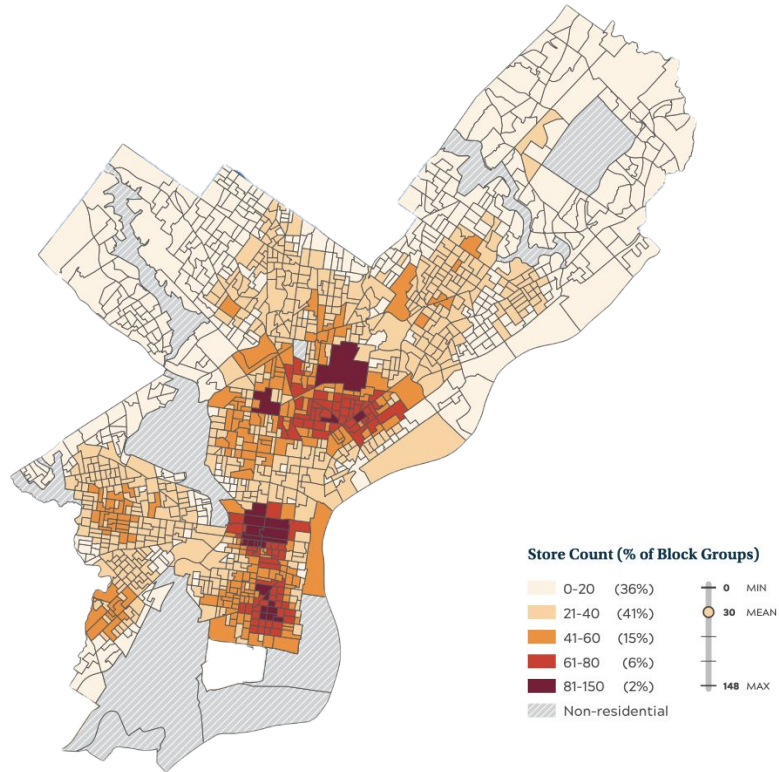 Store Count (% of Block Groups)
0-20 (36%)
21-40 (41%)
41-60 (15%)
61-80 (6%)
81-150 (2%)
Non-residential
0 MIN
30 MEAN
148 MAX